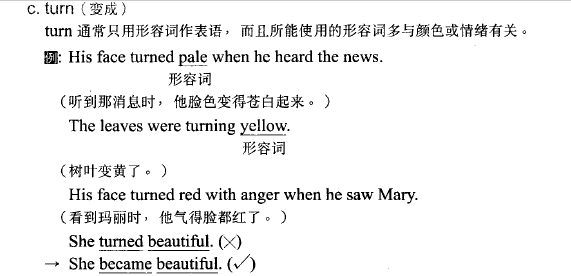 c. turn（变成）
turn 通常只用形容词作表语，而且所能使用的形容词多与颜色或情绪有关。
例: His face turned pale when he heard the news.
形容词
（听到那消息时，他脸色变得苍白起来。）
The leaves were turning yellow.
形容词
（树叶变黄了。）
His face turned red with anger when he saw Mary.
（看到玛丽时，他气得脸都红了。）
She turned beautiful. (×)
→ She became beautiful. (✓)